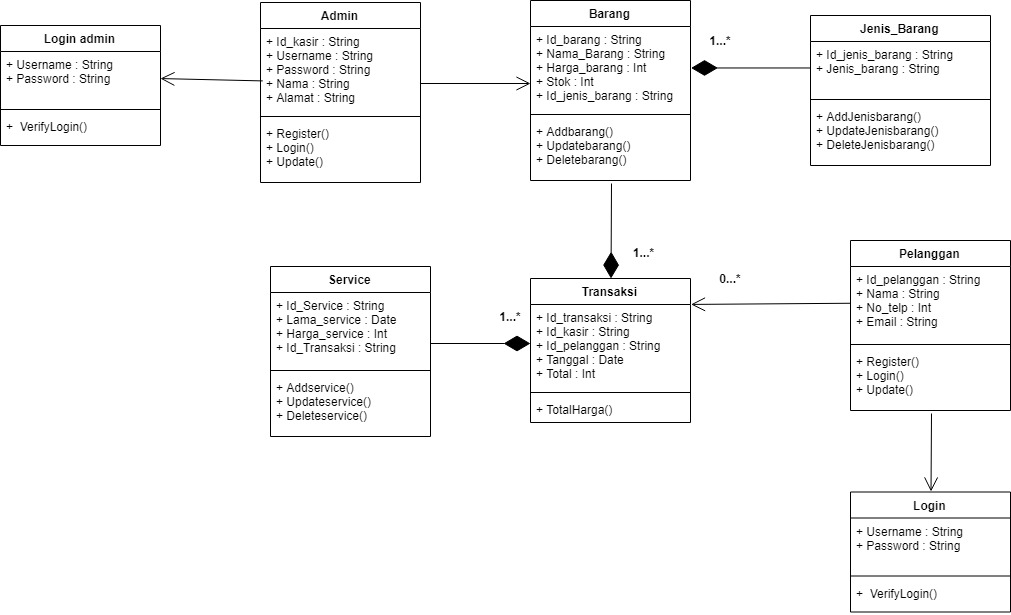 Login admin
+ Username : String
+ Password : String
+  VerifyLogin()
Admin
+ Id_kasir : String
+ Username : String
+ Password : String
+ Nama : String
+ Alamat : String
+ Register()
+ Login()
+ Update()
Barang
+ Id_barang : String
+ Nama_Barang : String
+ Harga_barang : Int
+ Stok : Int
+ Id_jenis_barang : String
+ Addbarang()
+ Updatebarang()
+ Deletebarang()
1...*
Jenis_Barang
+ Id_jenis_barang : String
+ Jenis_barang : String
+ AddJenisbarang()
+ UpdateJenisbarang()
+ DeleteJenisbarang()
Service
+ Id_Service : String
+ Lama_service : Date
+ Harga_service : Int
+ Id_Transaksi : String
+ Addservice()
+ Updateservice()
+ Deleteservice()
1...*
1...*
Transaksi
+ Id_transaksi : String
+ Id_kasir : String
+ Id_pelanggan : String
+ Tanggal : Date
+ Total : Int
+ TotalHarga()
0...*
Pelanggan
+ Id_pelanggan : String
+ Nama : String
+ No_telp : Int
+ Email : String
+ Register()
+ Login()
+ Update()
Login
+ Username : String
+ Password : String
+  VerifyLogin()